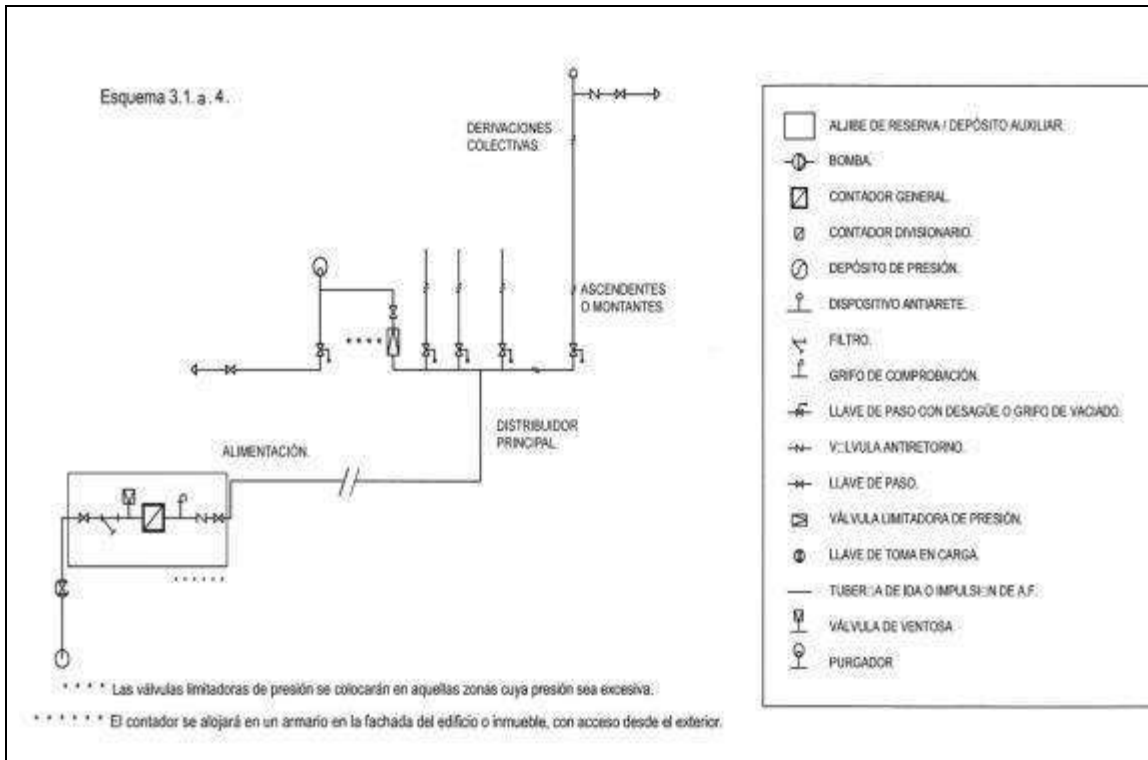 Esquema 3.1.a.4.
DERIVACIONES
COLECTIVAS.
ASCENDENTES
O MONTANTES.
* * * *
DISTRIBUIDOR
PRINCIPAL.
ALIMENTACIÓN.
* * * * * *
* * * * Las válvulas limitadoras de presión se colocarán en aquellas zonas cuya presión sea excesiva.
* * * * * * El contador se alojará en un armario en la fachada del edificio o inmueble, con acceso desde el exterior.
ALJIBE DE RESERVA / DEPÓSITO AUXILIAR.
BOMBA.
CONTADOR GENERAL.
CONTADOR DIVISIONARIO.
DEPÓSITO DE PRESIÓN.
DISPOSITIVO ANTIARETE.
FILTRO.
GRIFO DE COMPROBACIÓN.
LLAVE DE PASO CON DESAGÜE O GRIFO DE VACIADO.
V□LVULA ANTIRETORNO.
LLAVE DE PASO.
VÁLVULA LIMITADORA DE PRESIÓN.
LLAVE DE TOMA EN CARGA.
TUBER□A DE IDA O IMPULSI□N DE A.F.
VÁLVULA DE VENTOSA
PURGADOR